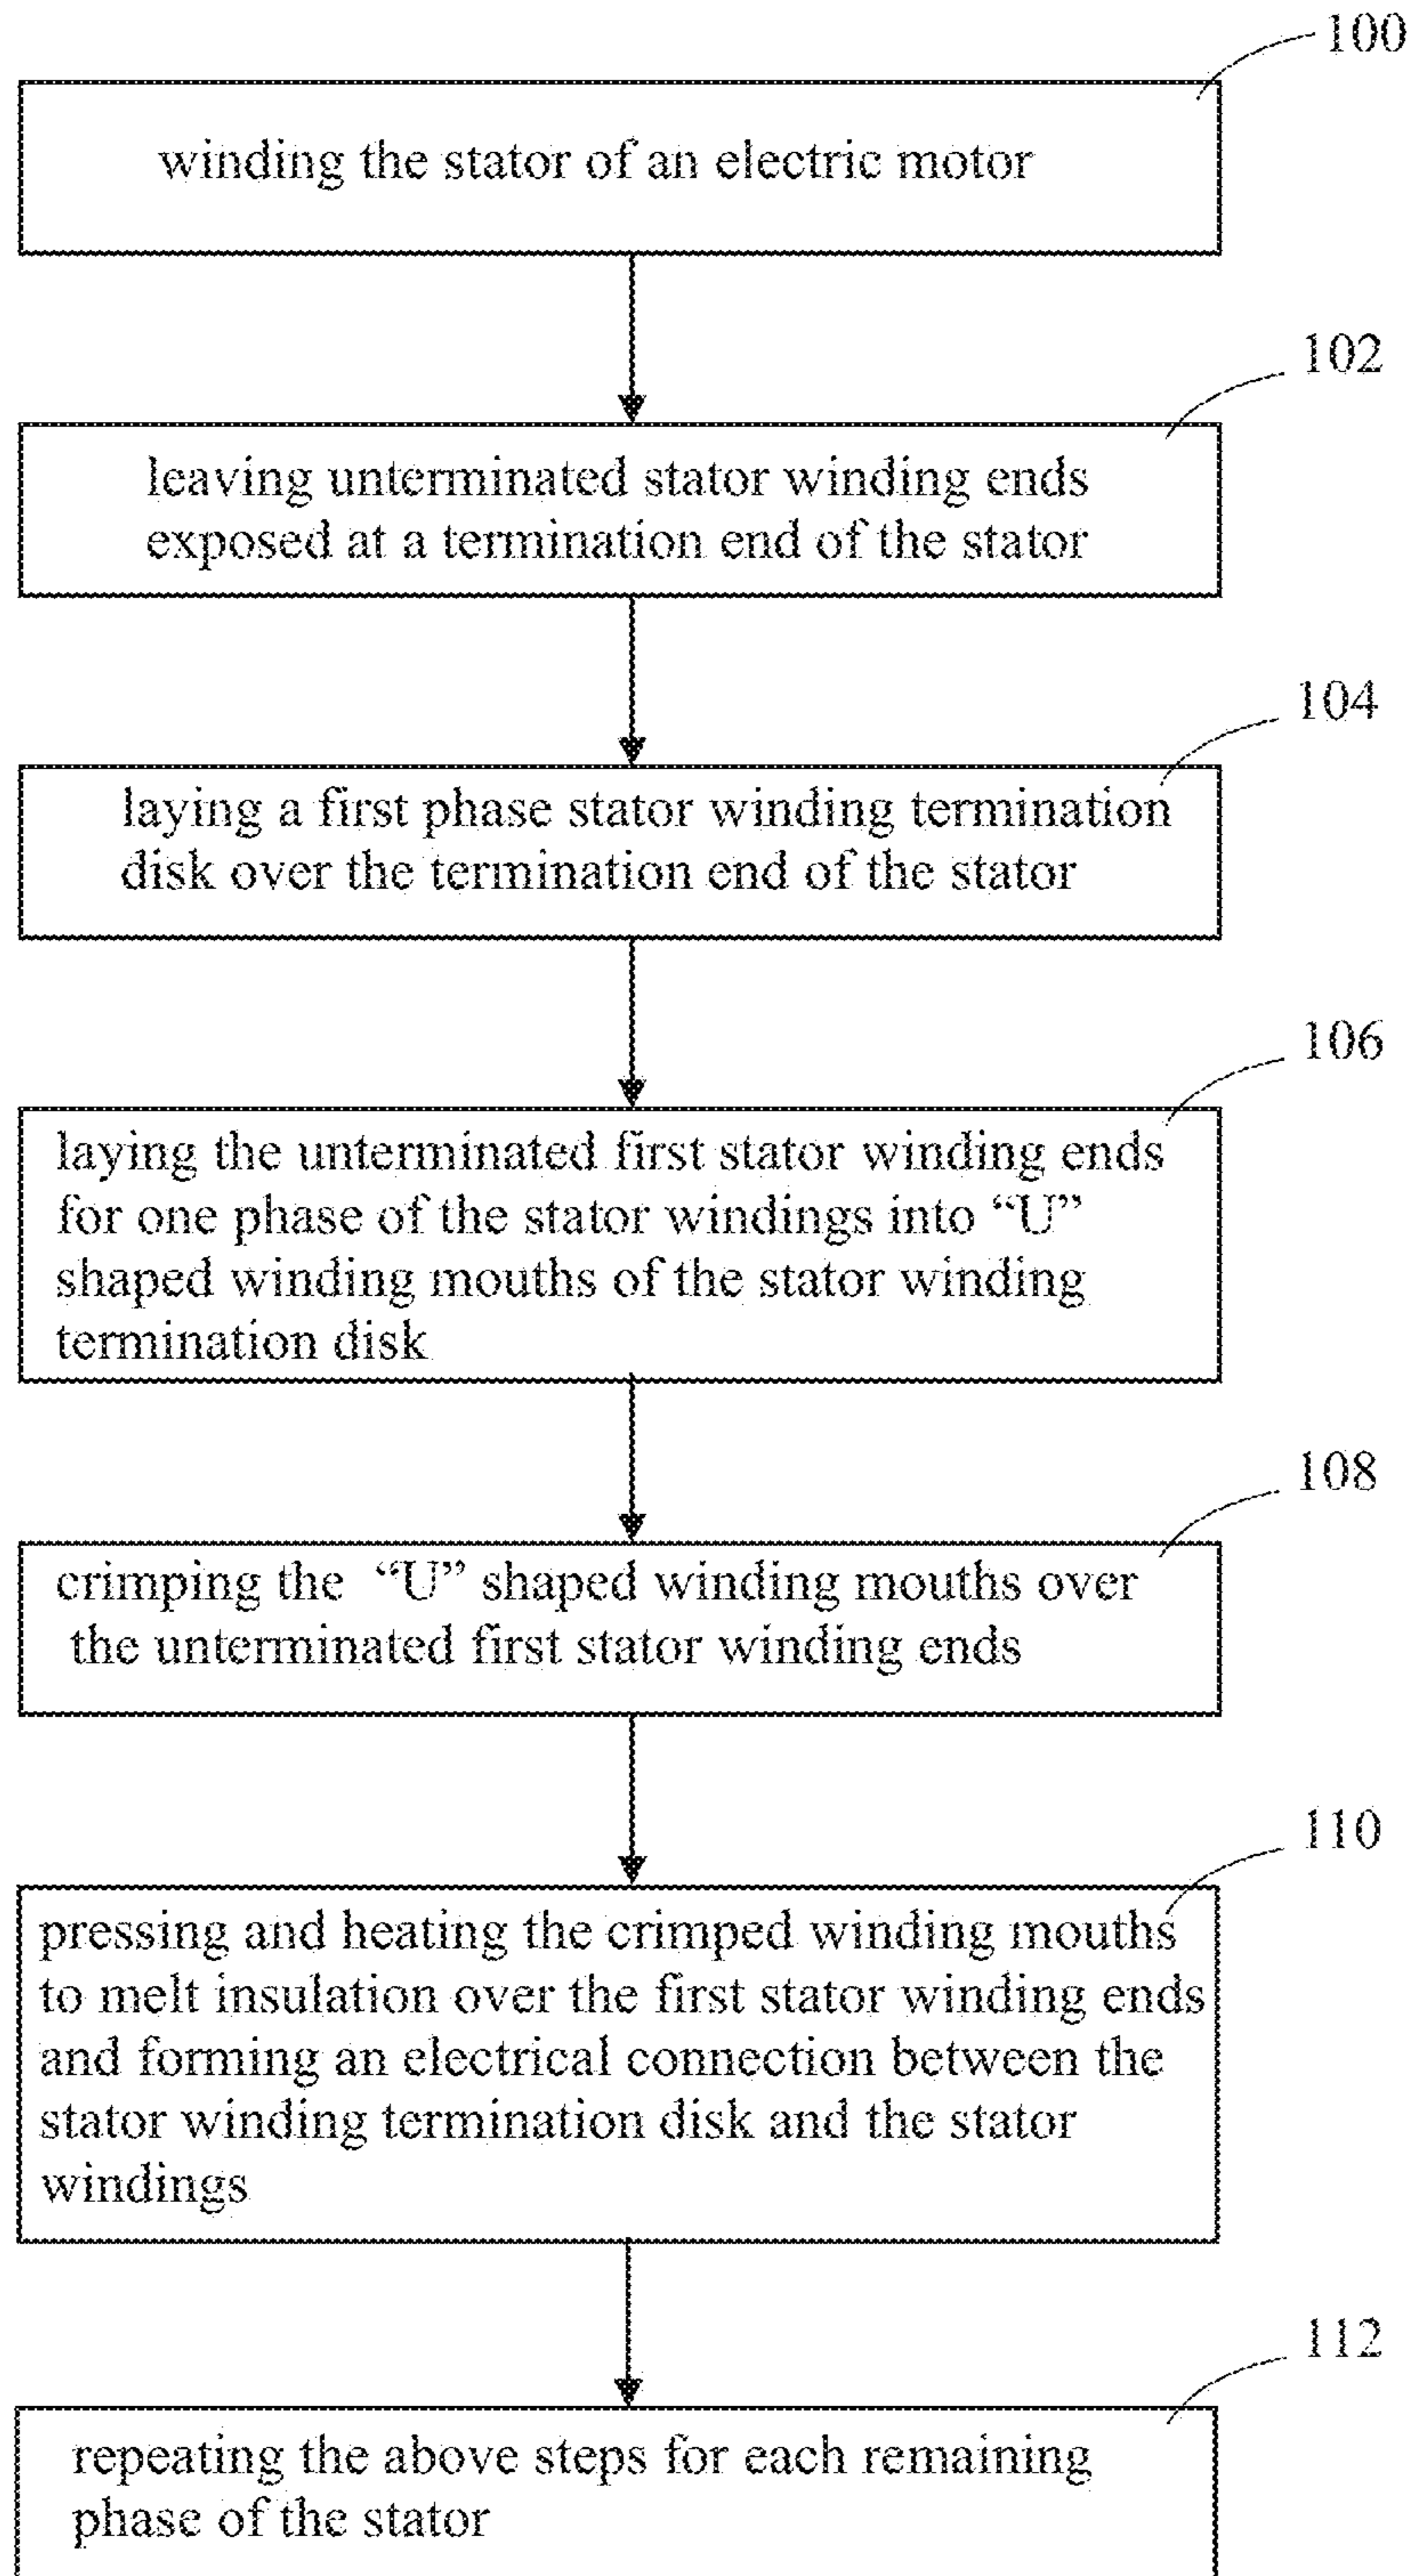 100
winding the stator of an electric motor
102
leaving unterminated stator winding ends
exposed at a termination end of the stator
104
laying a first phase stator winding termination
disk over the termination end of the stator
106
laying the unterminated first stator winding ends
for one phase of the stator windings into “U”
shaped winding mouths of the stator winding
termination disk
108
crimping the “U” shaped winding mouths over
the unterminated first stator winding ends
110
pressing and heating the crimped winding mouths
to melt insulation over the first stator winding ends
and forming an electrical connection between the
stator winding termination disk and the stator
windings
112
repeating the above steps for each remaining
phase of the stator